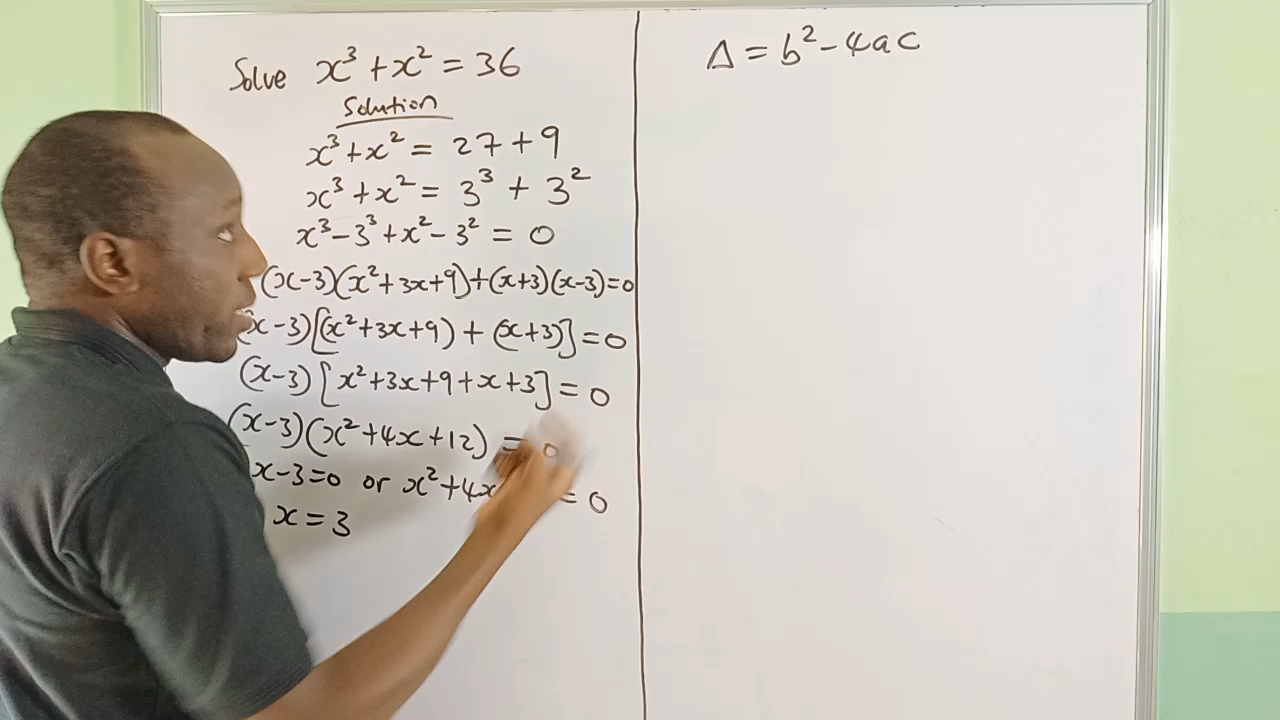 Solve x³ + x² = 36
Solution
x³ + x² = 27 + 9
x³ + x² = 3³ + 3²
x³ - 3³ + x² - 3² = 0
(x-3)(x² + 3x + 9) + (x+3)(x-3) = 0
(x-3)[(x² + 3x + 9) + (x+3)] = 0
(x-3)[x² + 3x + 9 + x + 3] = 0
(x-3)(x² + 4x + 12) = 0
x-3=0 or x² + 4x = 0
x = 3
Δ = b² - 4ac